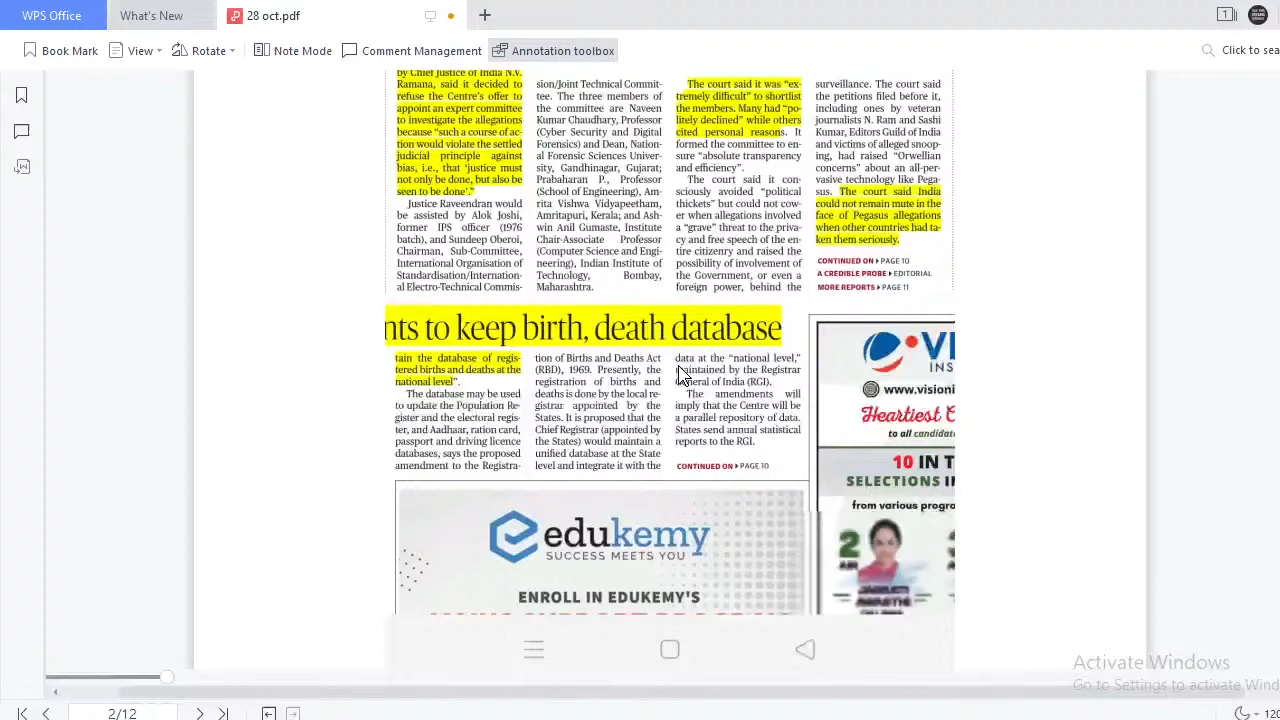 WPS Office
What's New
28 oct.pdf
1
Book Mark
View
Rotate
Note Mode
Comment Management
Annotation toolbox
Click to sea
by Chief Justice of India N.V.
Ramana, said it decided to
refuse the Centre's offer to
appoint an expert committee
to investigate the allegations
because “such a course of ac-
tion would violate the settled
judicial principle against
bias, i.e., that ‘justice must
not only be done, but also be
seen to be done’.”
Justice Raveendran would
be assisted by Alok Joshi,
former IPS officer (1976
batch), and Sundeep Oberoi,
Chairman, Sub-Committee,
International Organisation of
Standardisation/Internation-
al Electro-Technical Commis-
sion/Joint Technical Commit-
tee. The three members of
the committee are Naveen
Kumar Chaudhary, Professor
(Cyber Security and Digital
Forensics) and Dean, Nation-
al Forensic Sciences Univer-
sity, Gandhinagar, Gujarat;
Prabaharan P., Professor
(School of Engineering), Am-
rita Vishwa Vidyapeetham,
Amritapuri, Kerala; and Ash-
win Anil Gumaste, Institute
Chair-Associate Professor
(Computer Science and Engi-
neering), Indian Institute of
Technology, Bombay,
Maharashtra.
The court said it was “ex-
tremely difficult” to shortlist
the members. Many had “po-
litely declined” while others
cited personal reasons. It
formed the committee to en-
sure “absolute transparency
and efficiency”.
The court said it con-
sciously avoided “political
thickets” but could not cow-
er when allegations involved
a “grave” threat to the priva-
cy and free speech of the en-
tire citizenry and raised the
possibility of involvement of
the Government, or even a
foreign power, behind the
surveillance. The court said
the petitions filed before it,
including ones by veteran
journalists N. Ram and Sashi
Kumar, Editors Guild of India
and victims of alleged snoop-
ing, had raised “Orwellian
concerns” about an all-per-
vasive technology like Pega-
sus. The court said India
could not remain mute in the
face of Pegasus allegations
when other countries had ta-
ken them seriously.
CONTINUED ON PAGE 10
A CREDIBLE PROBE EDITORIAL
MORE REPORTS PAGE 11
nts to keep birth, death database
tain the database of regis-
tered births and deaths at the
national level”.
The database may be used
to update the Population Re-
gister and the electoral regis-
ter, and Aadhaar, ration card,
passport and driving licence
databases, says the proposed
amendment to the Registra-
tion of Births and Deaths Act
(RBD), 1969. Presently, the
registration of births and
deaths is done by the local re-
gistrar appointed by the
States. It is proposed that the
Chief Registrar (appointed by
the States) would maintain a
unified database at the State
level and integrate it with the
data at the “national level,”
maintained by the Registrar
General of India (RGI).
The amendments will
imply that the Centre will be
a parallel repository of data.
States send annual statistical
reports to the RGI.
CONTINUED ON PAGE 10
INS
www.visioni
Heartiest C
to all candidat
10 IN T
SELECTIONS I
from various progra
2
edukemy
SUCCESS MEETS YOU
ENROLL IN EDUKEMY'S
Activate Windows
Go to Settings to activate Wind
2/12
120